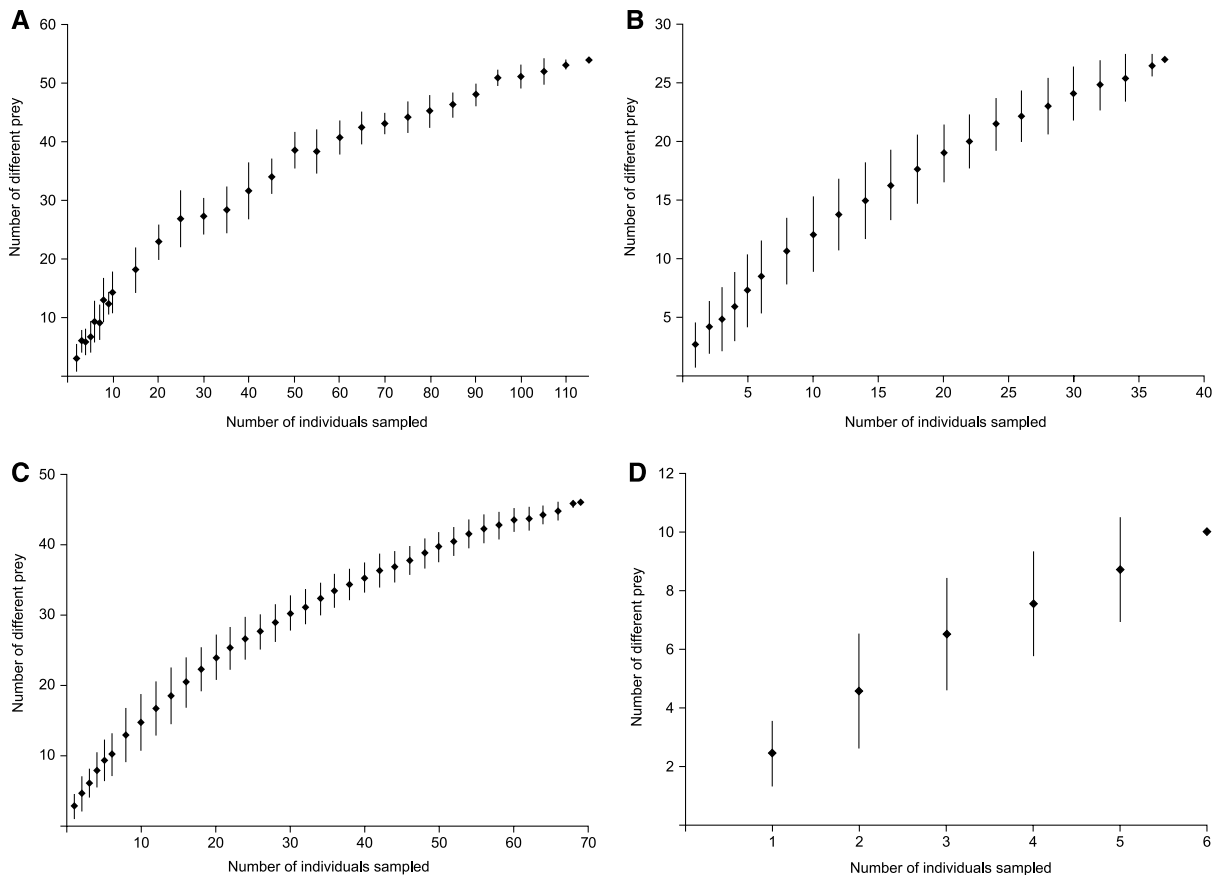 A
60
50
40
30
20
10
Number of different prey
10 20 30 40 50 60 70 80 90 100 110
Number of individuals sampled
B
30
25
20
15
10
5
Number of different prey
5 10 15 20 25 30 35 40
Number of individuals sampled
C
50
40
30
20
10
Number of different prey
10 20 30 40 50 60 70
Number of individuals sampled
D
12
10
8
6
4
2
Number of different prey
1 2 3 4 5 6
Number of individuals sampled